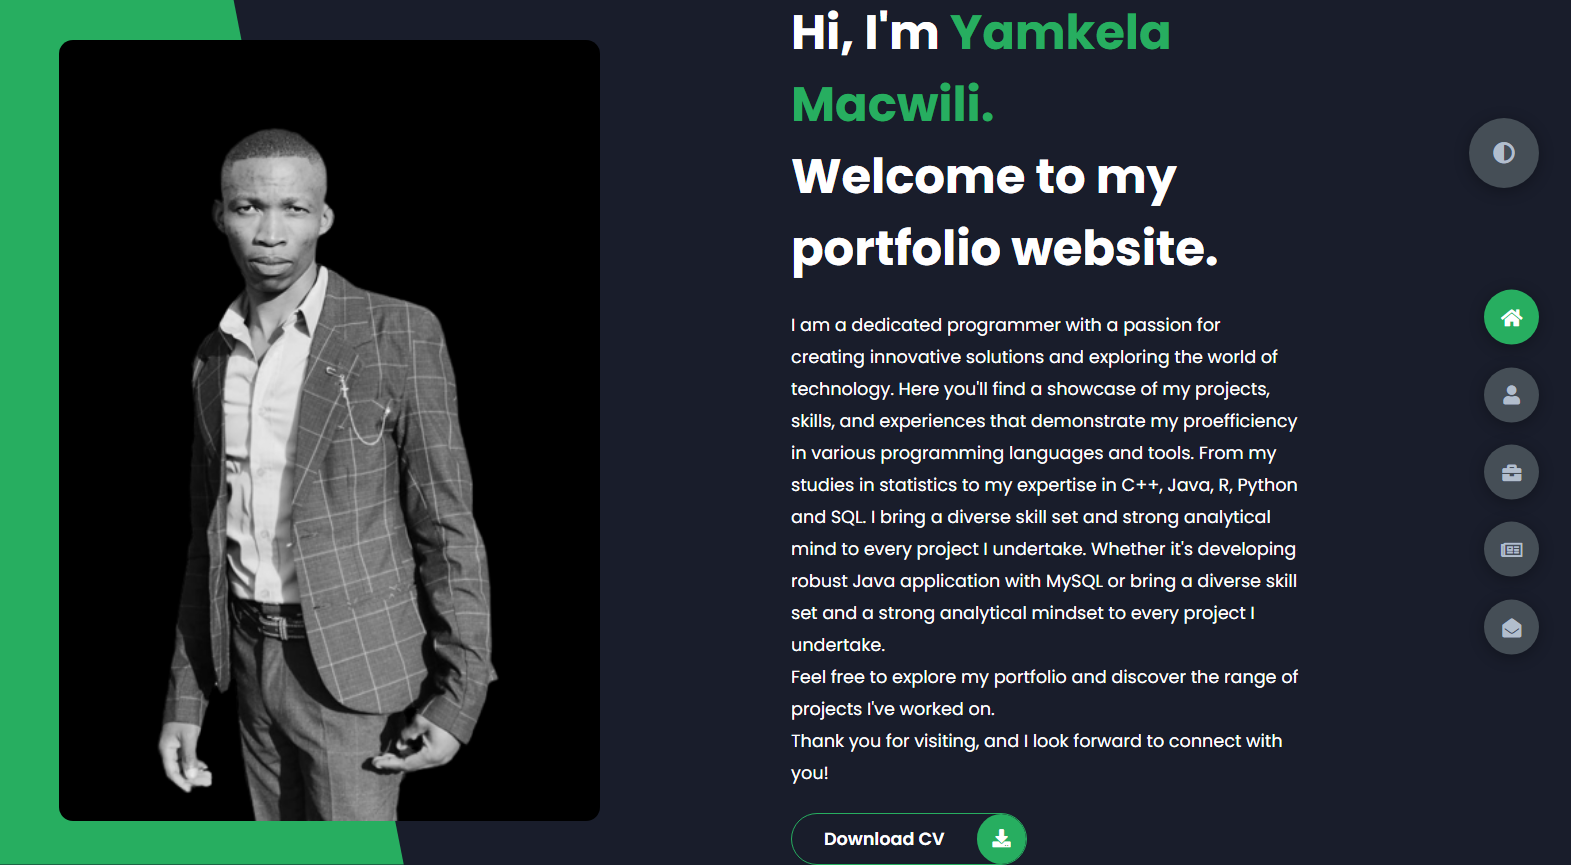 Hi, I'm Yamkela
Macwili.
Welcome to my
portfolio website.
I am a dedicated programmer with a passion for
creating innovative solutions and exploring the world of
technology. Here you'll find a showcase of my projects,
skills, and experiences that demonstrate my proefficiency
in various programming languages and tools. From my
studies in statistics to my expertise in C++, Java, R, Python
and SQL. I bring a diverse skill set and strong analytical
mind to every project I undertake. Whether it's developing
robust Java application with MySQL or bring a diverse skill
set and a strong analytical mindset to every project I
undertake.
Feel free to explore my portfolio and discover the range of
projects I've worked on.
Thank you for visiting, and I look forward to connect with
you!
Download CV